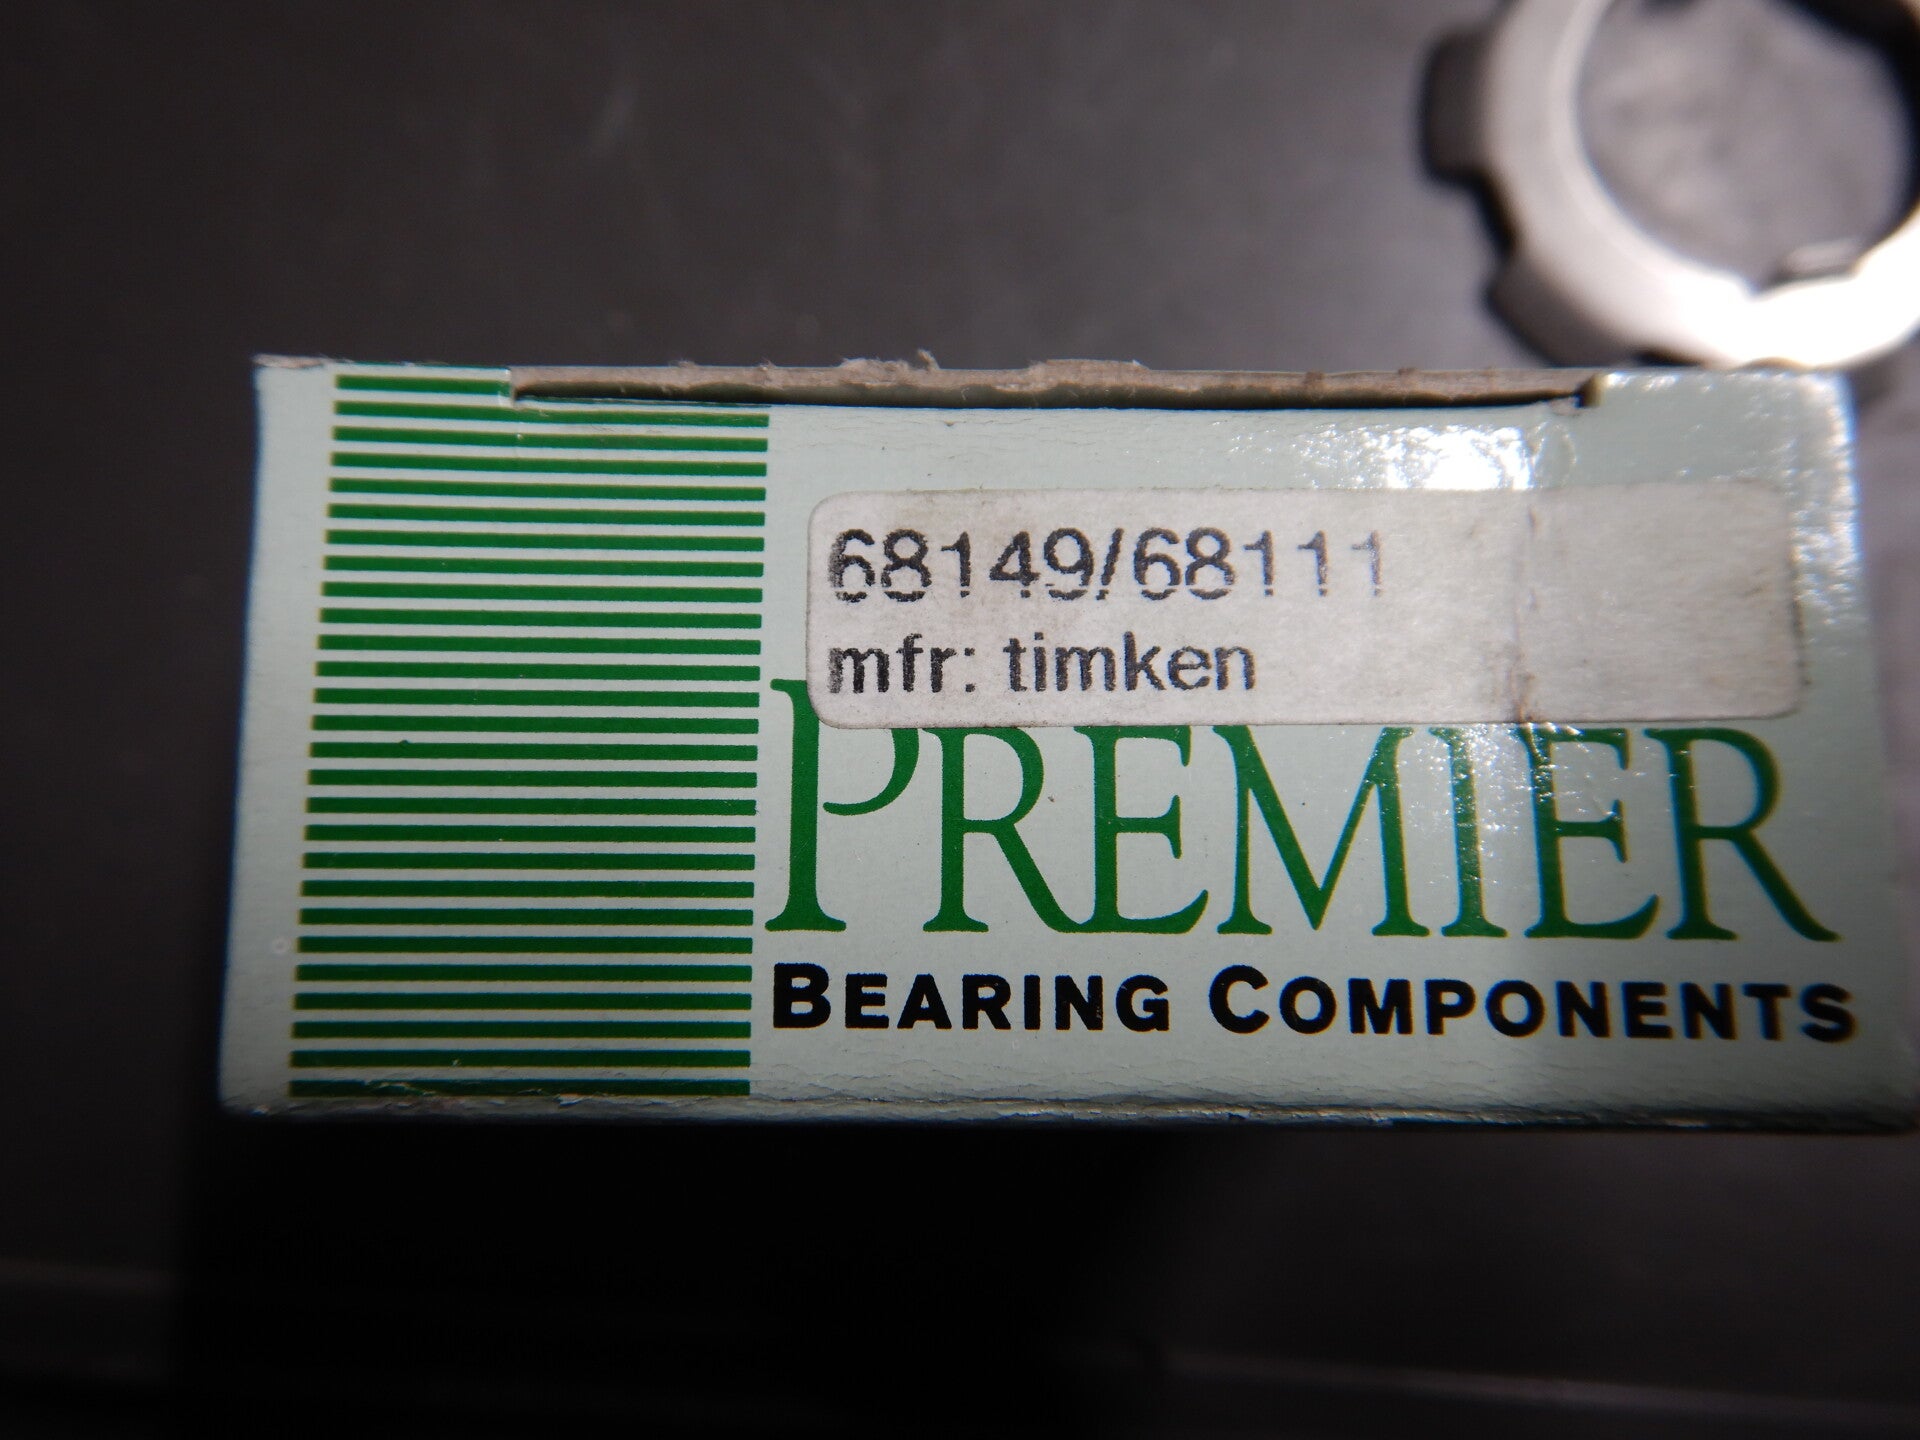 68149/68111
mfr: timken
PREMIER
BEARING COMPONENTS